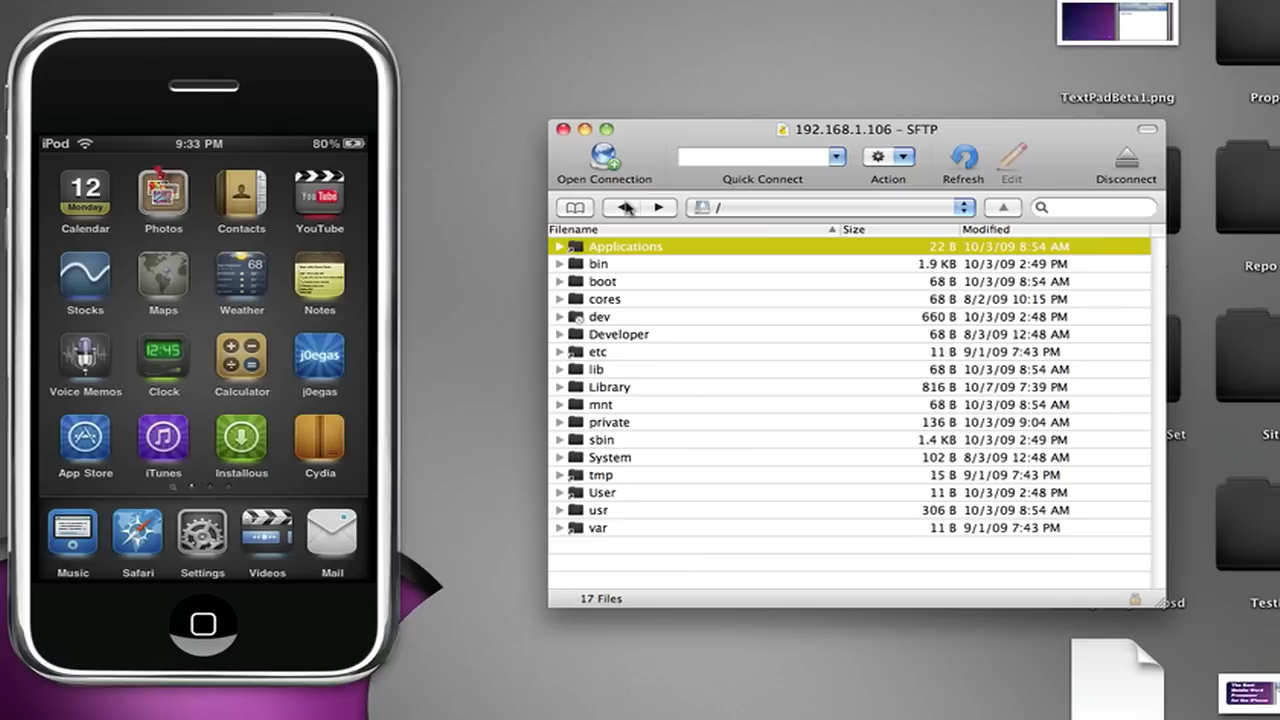 iPod 9:33 PM 80%
12
Monday
YouTube
68°
Calendar Photos Contacts YouTube
Stocks Maps Weather Notes
12:45
j0egas
Voice Memos Clock Calculator j0egas
App Store iTunes Installous Cydia
Music Safari Settings Videos Mail
192.168.1.106 – SFTP
Open Connection Quick Connect Action Refresh Edit Disconnect
/
Filename Size Modified
Applications 22 B 10/3/09 8:54 AM
bin 1.9 KB 10/3/09 2:49 PM
boot 68 B 10/3/09 8:54 AM
cores 68 B 8/2/09 10:15 PM
dev 660 B 10/3/09 2:48 PM
Developer 68 B 8/3/09 12:48 AM
etc 11 B 9/1/09 7:43 PM
lib 68 B 10/3/09 8:54 AM
Library 816 B 10/7/09 7:39 PM
mnt 68 B 10/3/09 8:54 AM
private 136 B 10/3/09 9:04 AM
sbin 1.4 KB 10/3/09 2:49 PM
System 102 B 8/3/09 12:48 AM
tmp 15 B 9/1/09 7:43 PM
User 11 B 10/3/09 2:48 PM
usr 306 B 10/3/09 8:54 AM
var 11 B 9/1/09 7:43 PM
17 Files
TextPadBeta1.png
Prop
Repo
Set
Sit
psd
Test
The Best
Mobile Word
Processor
for the iPhone